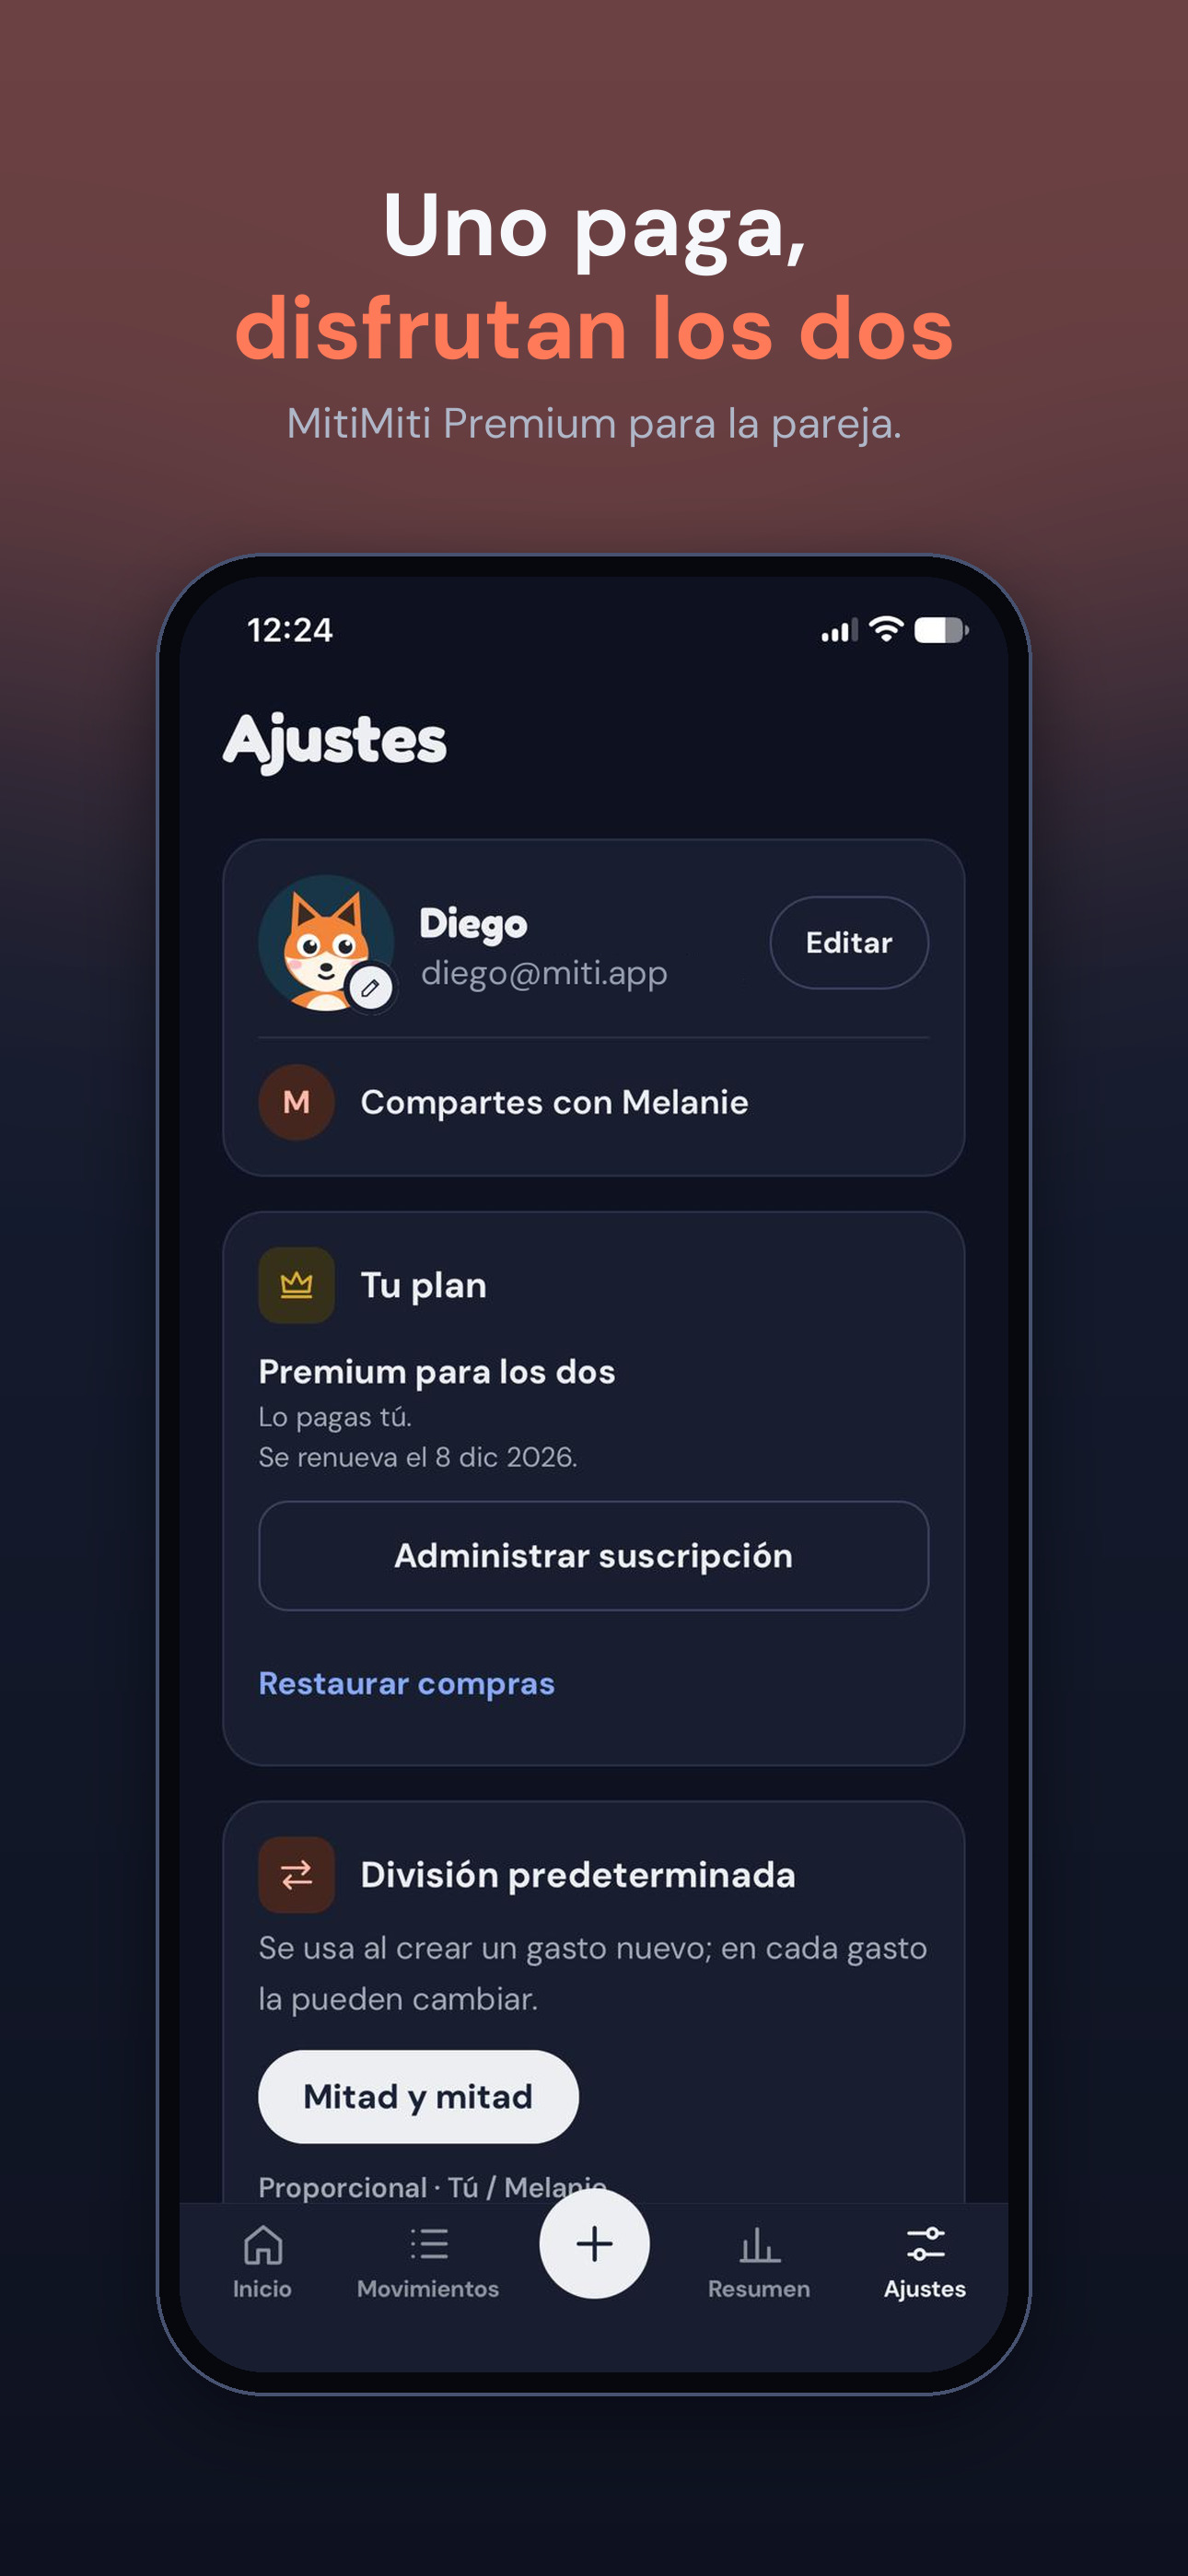 Uno paga,
disfrutan los dos
MitiMiti Premium para la pareja.
12:24
Ajustes
Diego
diego@miti.app
Editar
M
Compartes con Melanie
Tu plan
Premium para los dos
Lo pagas tú.
Se renueva el 8 dic 2026.
Administrar suscripción
Restaurar compras
División predeterminada
Se usa al crear un gasto nuevo; en cada gasto
la pueden cambiar.
Mitad y mitad
Proporcional · Tú / Melanie
Inicio
Movimientos
Resumen
Ajustes